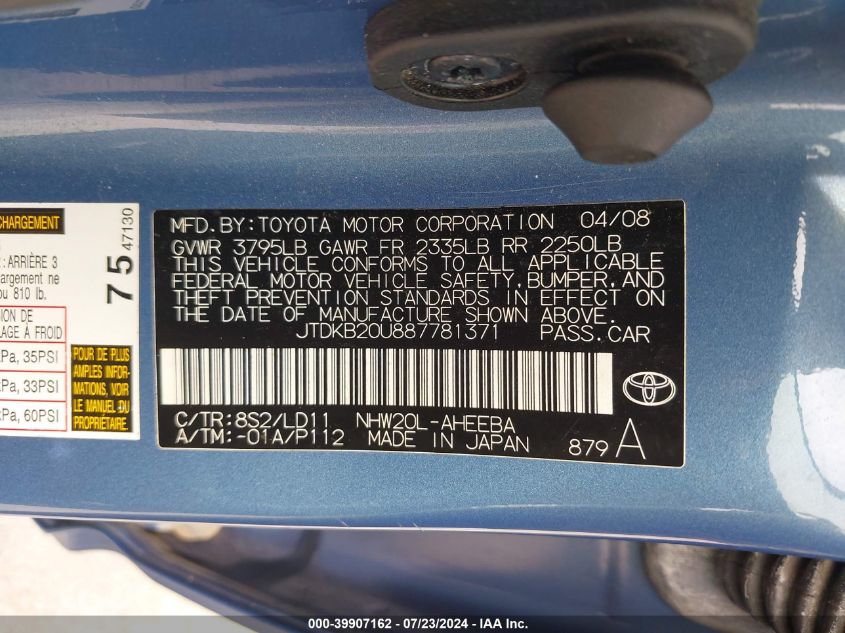 CHARGEMENT
: ARRIÈRE 3
chargement ne
ou 810 lb.
75
47130
ION DE
LAGE À FROID
Pa, 35PSI
Pa, 33PSI
Pa, 60PSI
POUR DE PLUS
AMPLES INFOR-
MATIONS, VOIR
LE MANUEL DU
PROPRIÉTAIRE.
MFD. BY: TOYOTA MOTOR CORPORATION 04/08
GVWR 3795LB GAWR FR 2335LB RR 2250LB
THIS VEHICLE CONFORMS TO ALL APPLICABLE
FEDERAL MOTOR VEHICLE SAFETY, BUMPER, AND
THEFT PREVENTION STANDARDS IN EFFECT ON
THE DATE OF MANUFACTURE SHOWN ABOVE.
JTDKB20U887781371 PASS. CAR
C/TR: 8S2/LD11 NHW20L-AHEEBA
A/TM: -01A/P112 MADE IN JAPAN
879 A
000-39907162 - 07/23/2024 - IAA, Inc.